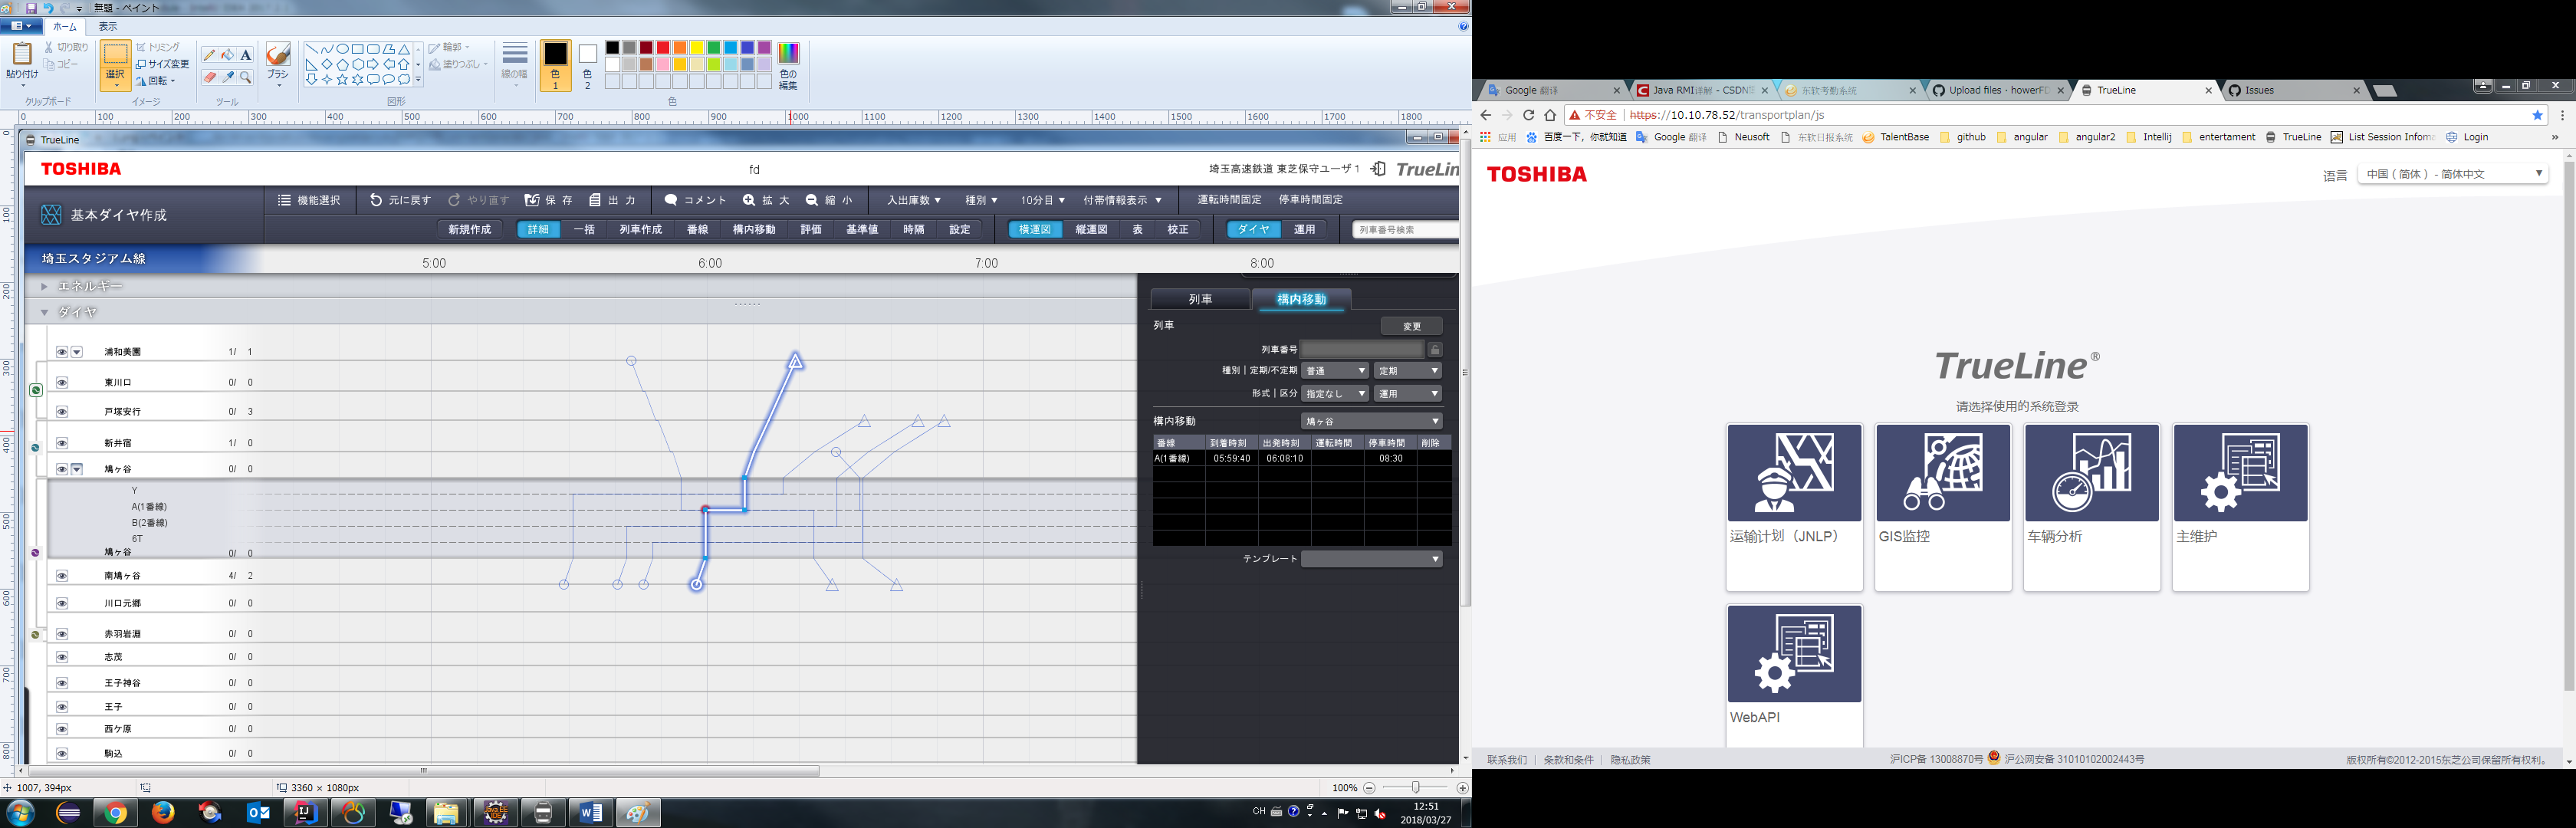 無題 - ペイント
ホーム 表示
貼り付け 切り取り コピー クリップボード
選択 トリミング サイズ変更 回転 イメージ
ツール
ブラシ
輪郭 塗りつぶし 図形
線の幅
色 1 色 2 色の 編集 色
0 100 200 300 400 500 600 700 800 900 1000 1100 1200 1300 1400 1500 1600 1700 1800
TrueLine
TOSHIBA fd 埼玉高速鉄道 東芝保守ユーザ 1 TrueLin
基本ダイヤ作成
機能選択 元に戻す やり直す 保 存 出 力 コメント 拡 大 縮 小 入出庫数 種別 10分目 付帯情報表示 運転時間固定 停車時間固定
新規作成 詳細 一括 列車作成 番線 構内移動 評価 基準値 時隔 設定 横運図 縦運図 表 校正 ダイヤ 運用 列車番号検索
埼玉スタジアム線 5:00 6:00 7:00 8:00
エネルギー
ダイヤ
浦和美園 1/ 1
東川口 0/ 0
戸塚安行 0/ 3
新井宿 1/ 0
鳩ヶ谷 0/ 0
Y
A(1番線)
B(2番線)
6T
鳩ヶ谷 0/ 0
南鳩ヶ谷 4/ 2
川口元郷 0/ 0
赤羽岩淵 0/ 0
志茂 0/ 0
王子神谷 0/ 0
王子 0/ 0
西ケ原 0/ 0
駒込 0/ 0
列車 構内移動
列車 変更
列車番号
種別 | 定期/不定期 普通 定期
形式 | 区分 指定なし 運用
構内移動 鳩ヶ谷
番線 到着時刻 出発時刻 運転時間 停車時間 削除
A(1番線) 05:59:40 06:08:10 08:30
テンプレート
1007, 394px 3360 × 1080px 100%
CH 12:51
2018/03/27
Google 翻译 Java RMI详解 - CSDN 东软考勤系统 Upload files · howerFD TrueLine Issues
不安全 | https://10.10.78.52/transportplan/js
应用 百度一下，你就知道 Google 翻译 Neusoft 东软日报系统 TalentBase github angular angular2 Intellij entertament TrueLine List Session Infoma Login
TOSHIBA 语言 中国 ( 简体 ) - 简体中文
TrueLine®
请选择使用的系统登录
运输计划（JNLP） GIS监控 车辆分析 主维护
WebAPI
联系我们 | 条款和条件 | 隐私政策 沪ICP备 13008870号 沪公网安备 31010102002443号 版权所有©2012-2015东芝公司保留所有权利。